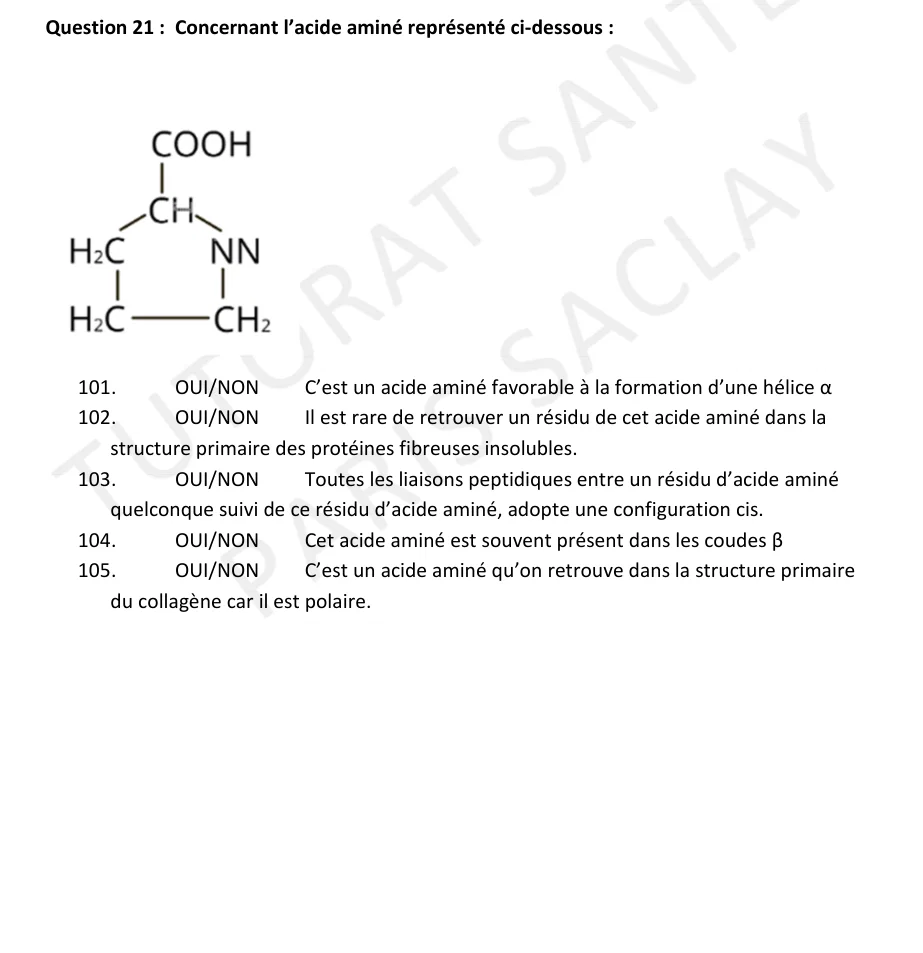 Question 21 : Concernant l’acide aminé représenté ci-dessous :
COOH
CH
H₂C NN
H₂C CH₂
101. OUI/NON C’est un acide aminé favorable à la formation d’une hélice α
102. OUI/NON Il est rare de retrouver un résidu de cet acide aminé dans la
structure primaire des protéines fibreuses insolubles.
103. OUI/NON Toutes les liaisons peptidiques entre un résidu d’acide aminé
quelconque suivi de ce résidu d’acide aminé, adopte une configuration cis.
104. OUI/NON Cet acide aminé est souvent présent dans les coudes β
105. OUI/NON C’est un acide aminé qu’on retrouve dans la structure primaire
du collagène car il est polaire.
TUTORAT SANTE
PARIS SACLAY